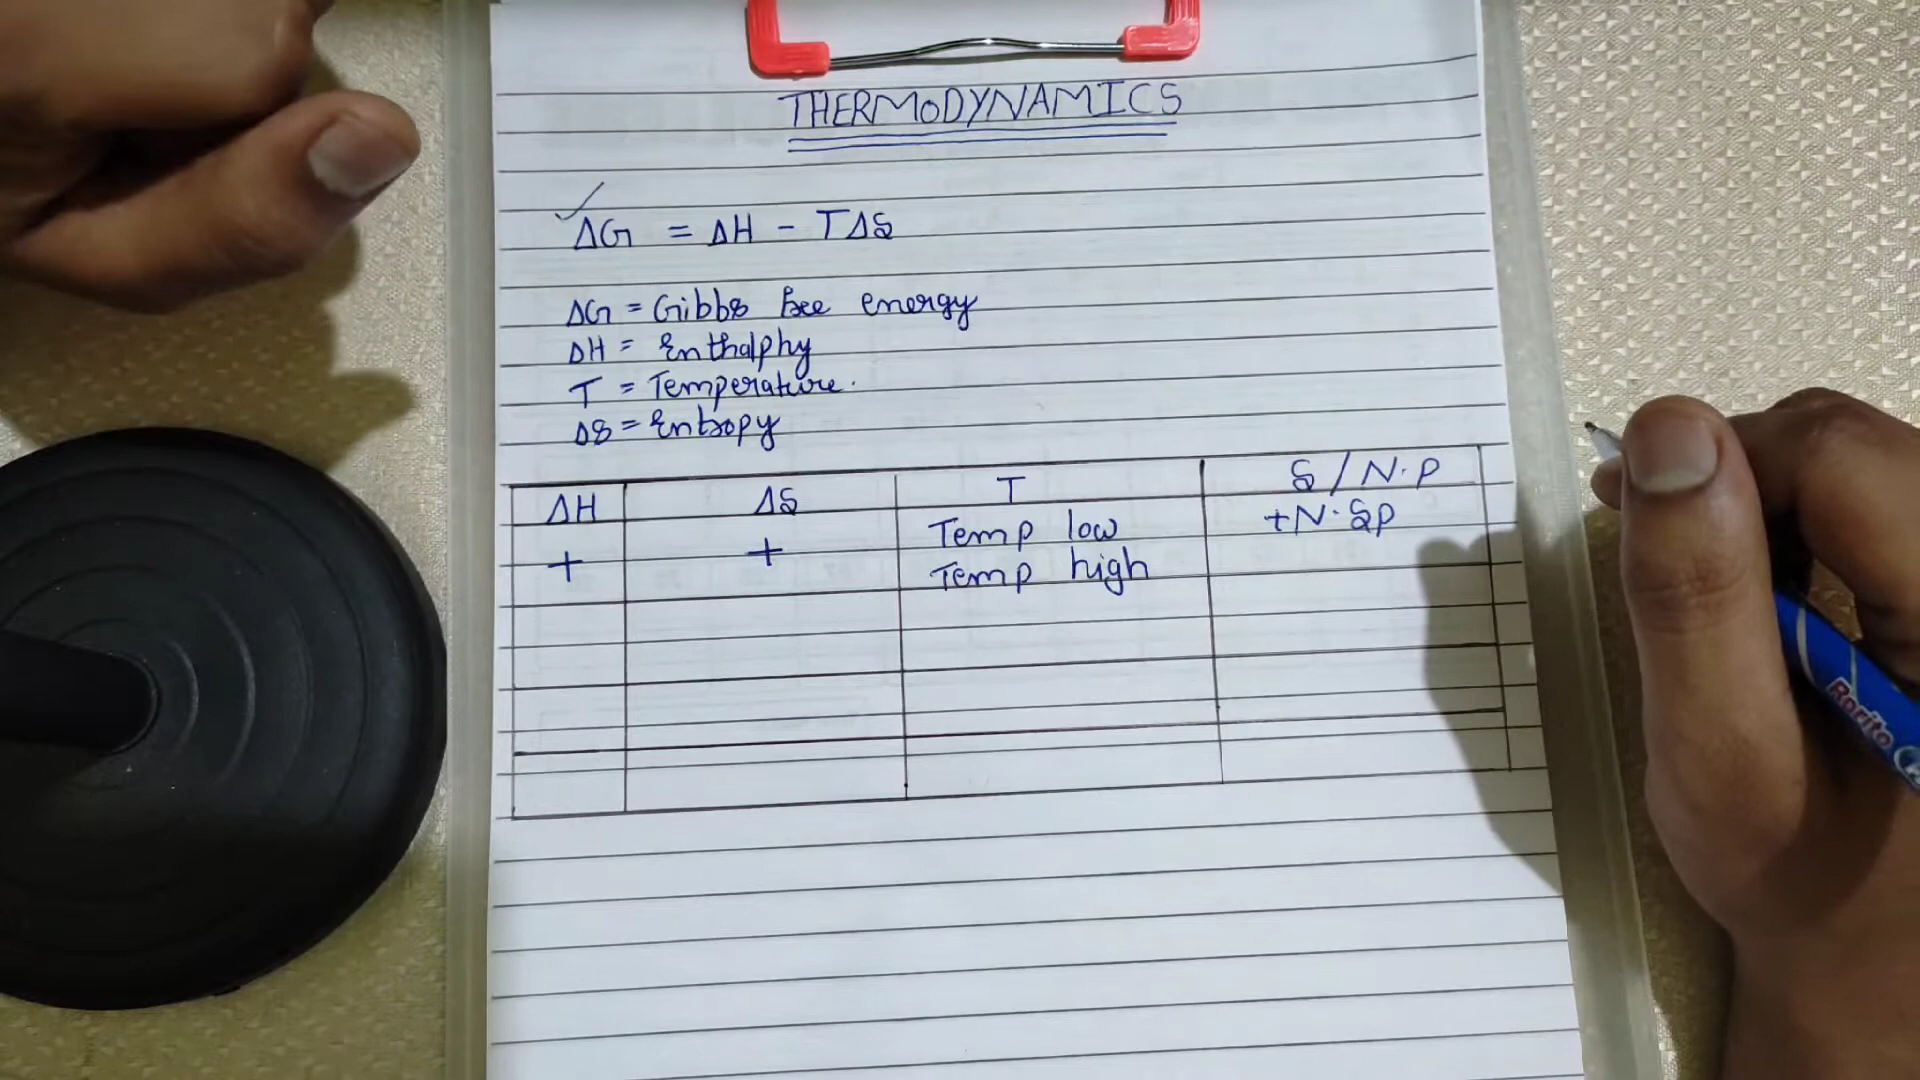 THERMODYNAMICS
ΔG = ΔH - TΔS
ΔG = Gibbs free energy
ΔH = Enthalphy
T = Temperature.
ΔS = Entropy
ΔH ΔS T S/N.P
+ + Temp low +N.SP
Temp high
Rorito